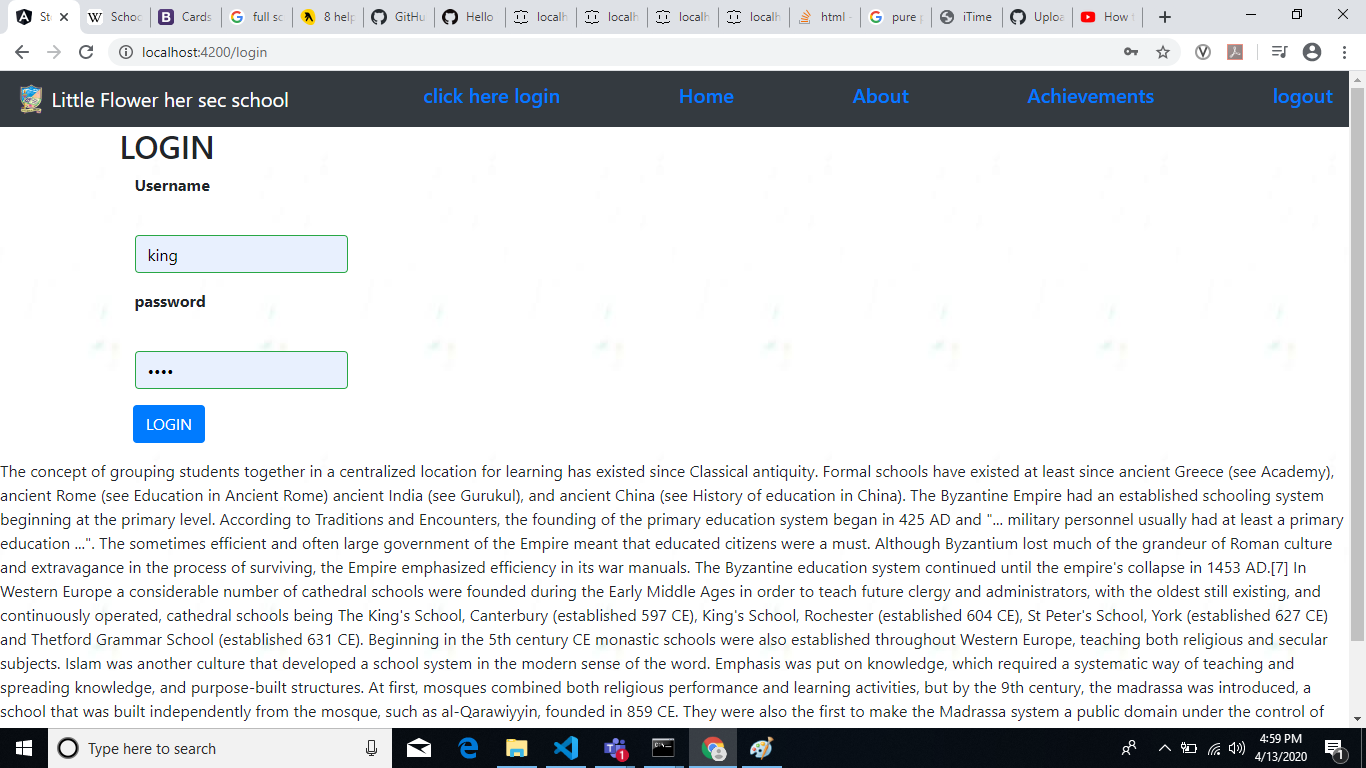 St
Schoo
Cards
full sc
8 help
GitHu
Hello
localh
localh
localh
localh
html -
pure p
iTime
Uploa
How t
localhost:4200/login
Little Flower her sec school
click here login
Home
About
Achievements
logout
LOGIN
Username
king
password
••••
LOGIN
The concept of grouping students together in a centralized location for learning has existed since Classical antiquity. Formal schools have existed at least since ancient Greece (see Academy),
ancient Rome (see Education in Ancient Rome) ancient India (see Gurukul), and ancient China (see History of education in China). The Byzantine Empire had an established schooling system
beginning at the primary level. According to Traditions and Encounters, the founding of the primary education system began in 425 AD and "... military personnel usually had at least a primary
education ...". The sometimes efficient and often large government of the Empire meant that educated citizens were a must. Although Byzantium lost much of the grandeur of Roman culture
and extravagance in the process of surviving, the Empire emphasized efficiency in its war manuals. The Byzantine education system continued until the empire's collapse in 1453 AD.[7] In
Western Europe a considerable number of cathedral schools were founded during the Early Middle Ages in order to teach future clergy and administrators, with the oldest still existing, and
continuously operated, cathedral schools being The King's School, Canterbury (established 597 CE), King's School, Rochester (established 604 CE), St Peter's School, York (established 627 CE)
and Thetford Grammar School (established 631 CE). Beginning in the 5th century CE monastic schools were also established throughout Western Europe, teaching both religious and secular
subjects. Islam was another culture that developed a school system in the modern sense of the word. Emphasis was put on knowledge, which required a systematic way of teaching and
spreading knowledge, and purpose-built structures. At first, mosques combined both religious performance and learning activities, but by the 9th century, the madrassa was introduced, a
school that was built independently from the mosque, such as al-Qarawiyyin, founded in 859 CE. They were also the first to make the Madrassa system a public domain under the control of
Type here to search
1
4:59 PM
4/13/2020
1